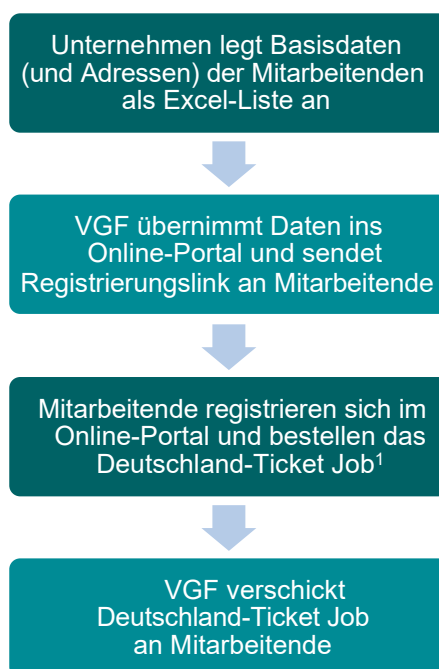 Unternehmen legt Basisdaten
(und Adressen) der Mitarbeitenden
als Excel-Liste an
VGF übernimmt Daten ins
Online-Portal und sendet
Registrierungslink an Mitarbeitende
Mitarbeitende registrieren sich im
Online-Portal und bestellen das
Deutschland-Ticket Job¹
VGF verschickt
Deutschland-Ticket Job
an Mitarbeitende